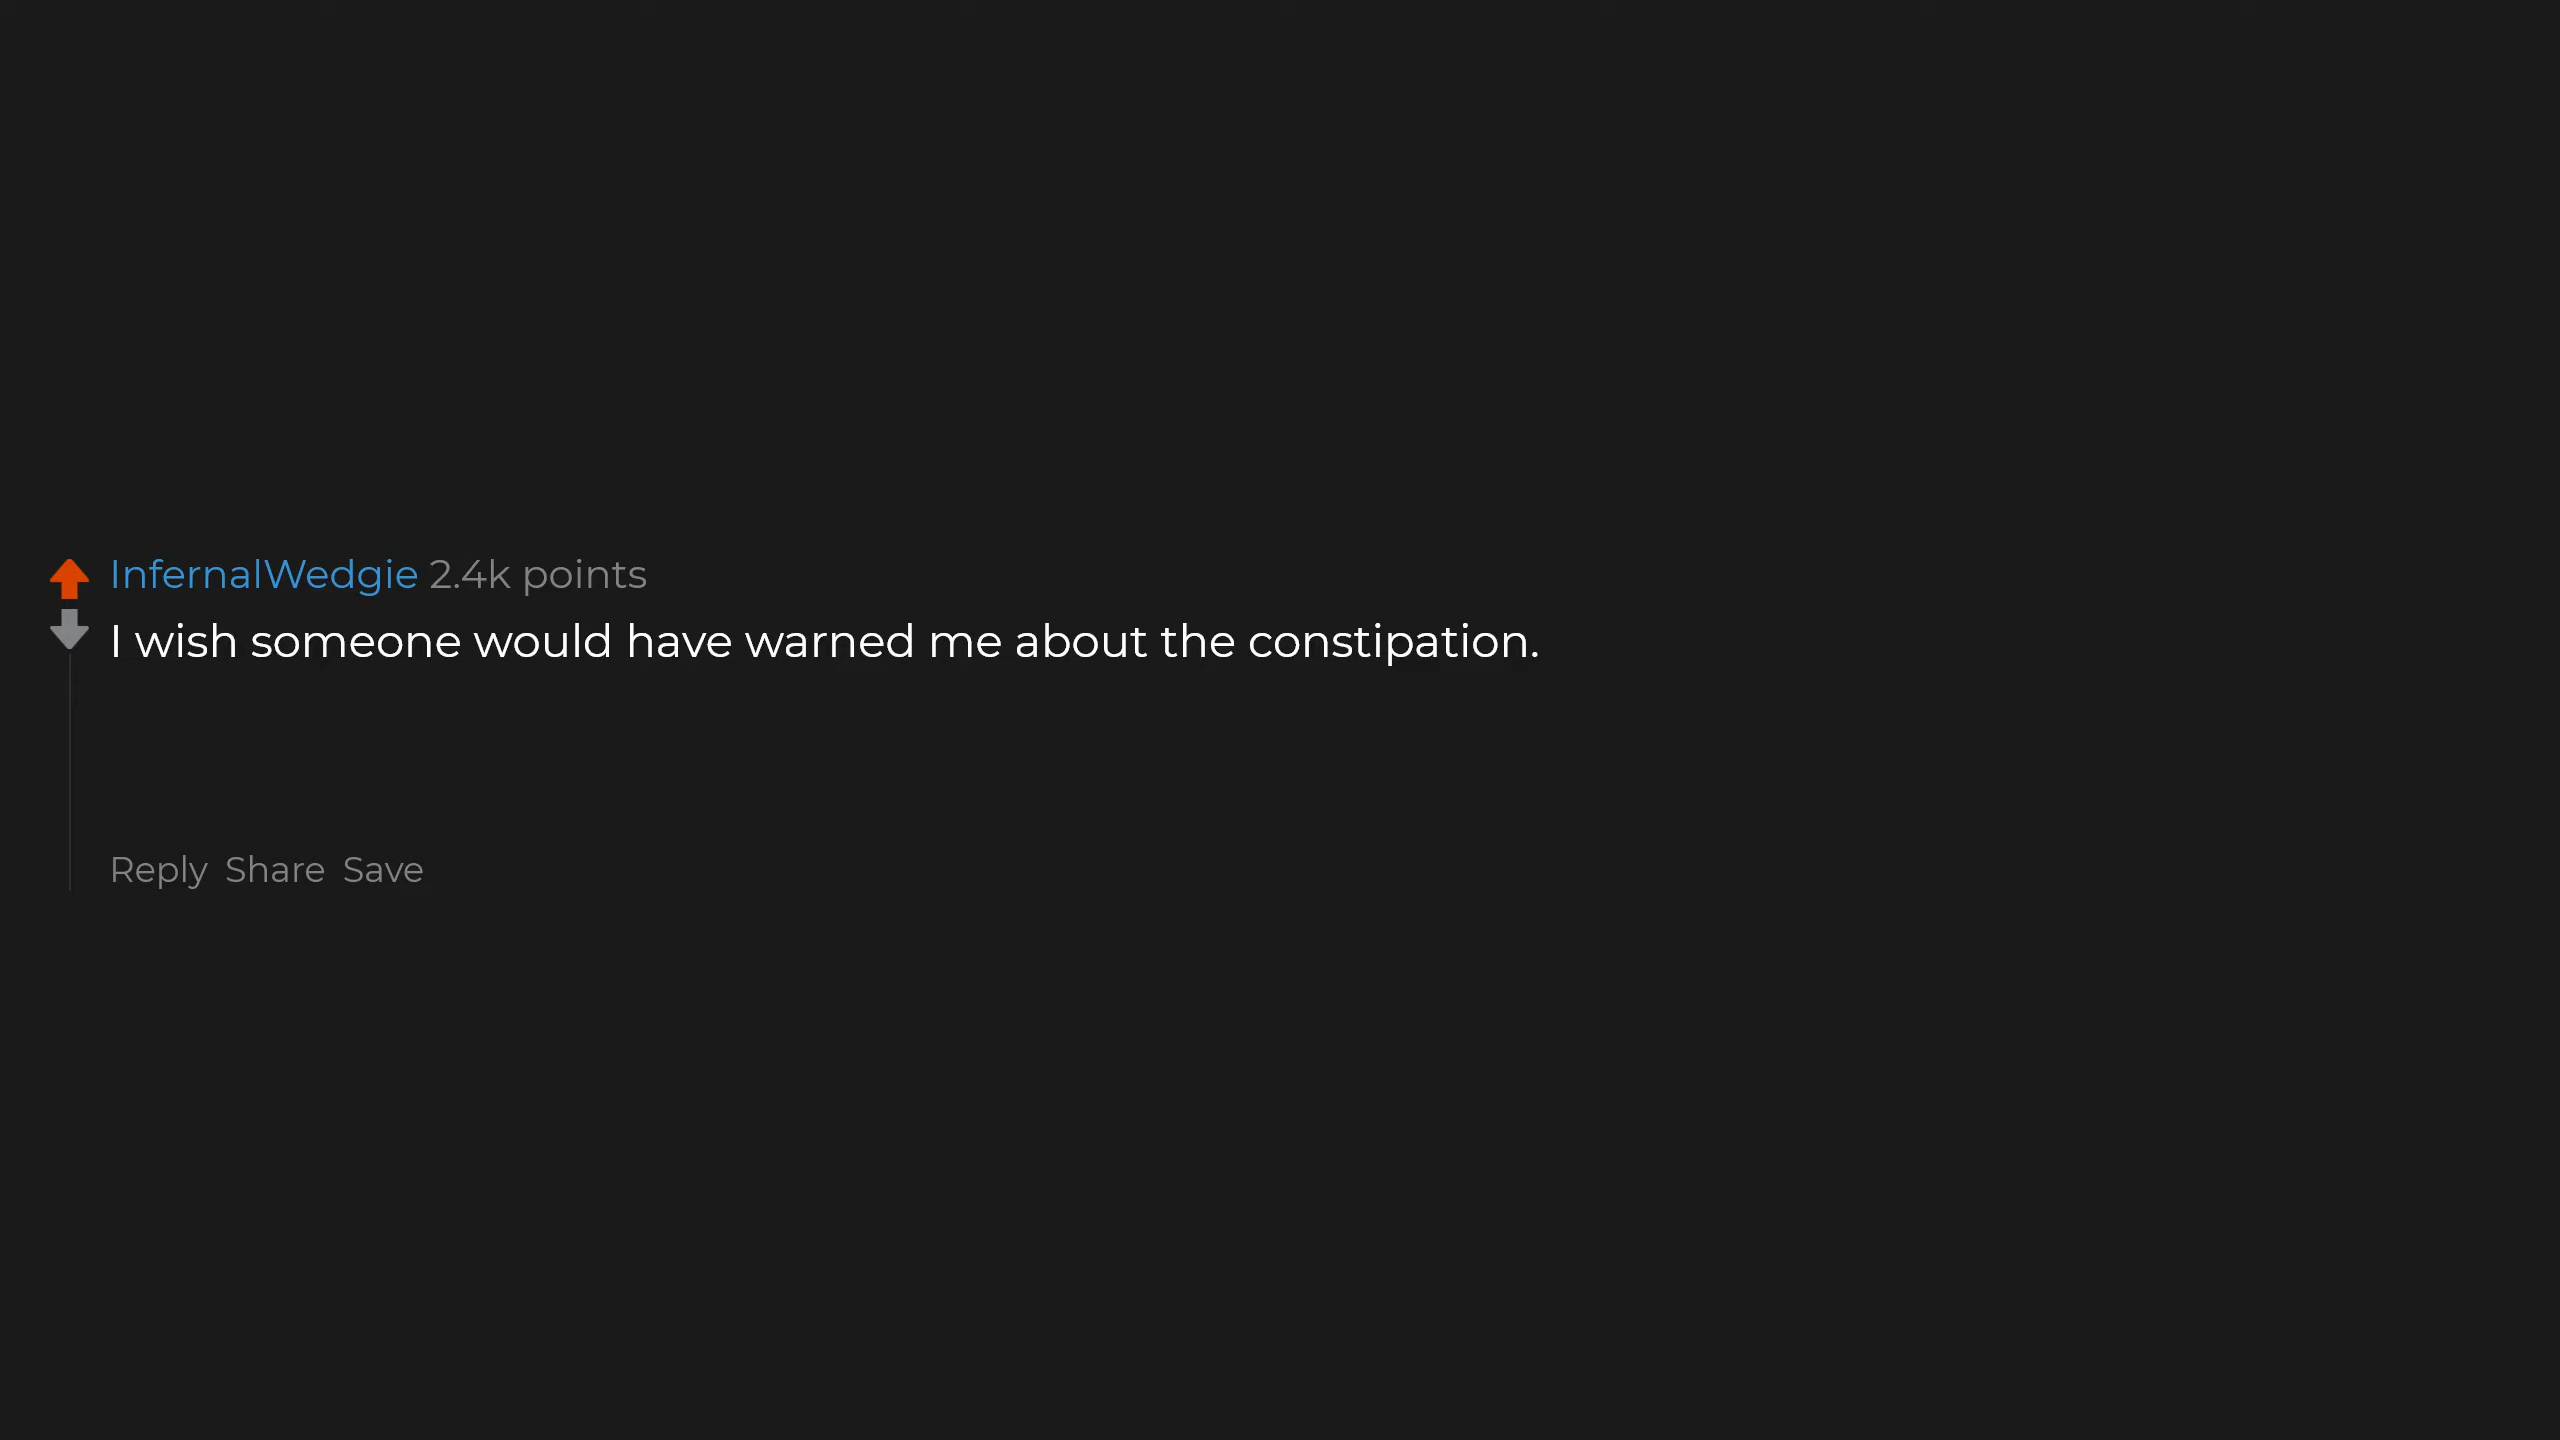 InfernalWedgie 2.4k points
I wish someone would have warned me about the constipation.
Reply Share Save